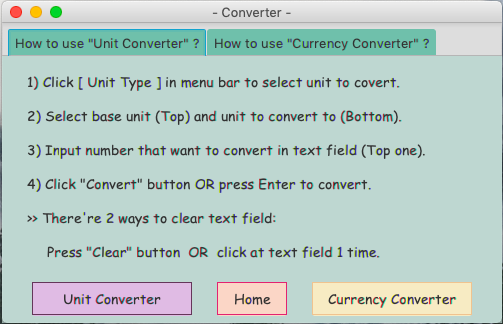 - Converter -
How to use "Unit Converter" ?
How to use "Currency Converter" ?
1) Click [ Unit Type ] in menu bar to select unit to covert.
2) Select base unit (Top) and unit to convert to (Bottom).
3) Input number that want to convert in text field (Top one).
4) Click "Convert" button OR press Enter to convert.
>> There're 2 ways to clear text field:
Press "Clear" button  OR  click at text field 1 time.
Unit Converter
Home
Currency Converter